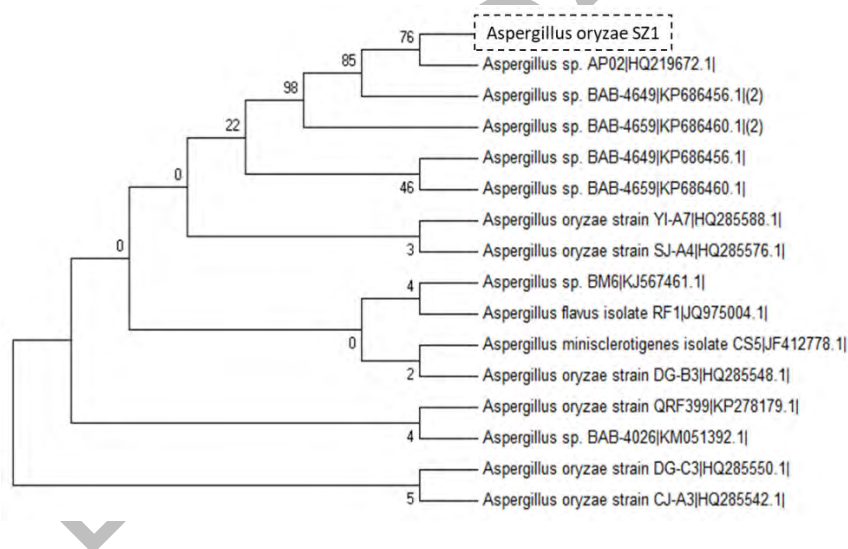 76
Aspergillus oryzae SZ1
Aspergillus sp. AP02|HQ219672.1|
85
Aspergillus sp. BAB-4649|KP686456.1|(2)
98
Aspergillus sp. BAB-4659|KP686460.1|(2)
22
Aspergillus sp. BAB-4649|KP686456.1|
46
Aspergillus sp. BAB-4659|KP686460.1|
0
Aspergillus oryzae strain YI-A7|HQ285588.1|
3
Aspergillus oryzae strain SJ-A4|HQ285576.1|
0
4
Aspergillus sp. BM6|KJ567461.1|
Aspergillus flavus isolate RF1|JQ975004.1|
0
Aspergillus minisclerotigenes isolate CS5|JF412778.1|
2
Aspergillus oryzae strain DG-B3|HQ285548.1|
Aspergillus oryzae strain QRF399|KP278179.1|
4
Aspergillus sp. BAB-4026|KM051392.1|
Aspergillus oryzae strain DG-C3|HQ285550.1|
5
Aspergillus oryzae strain CJ-A3|HQ285542.1|